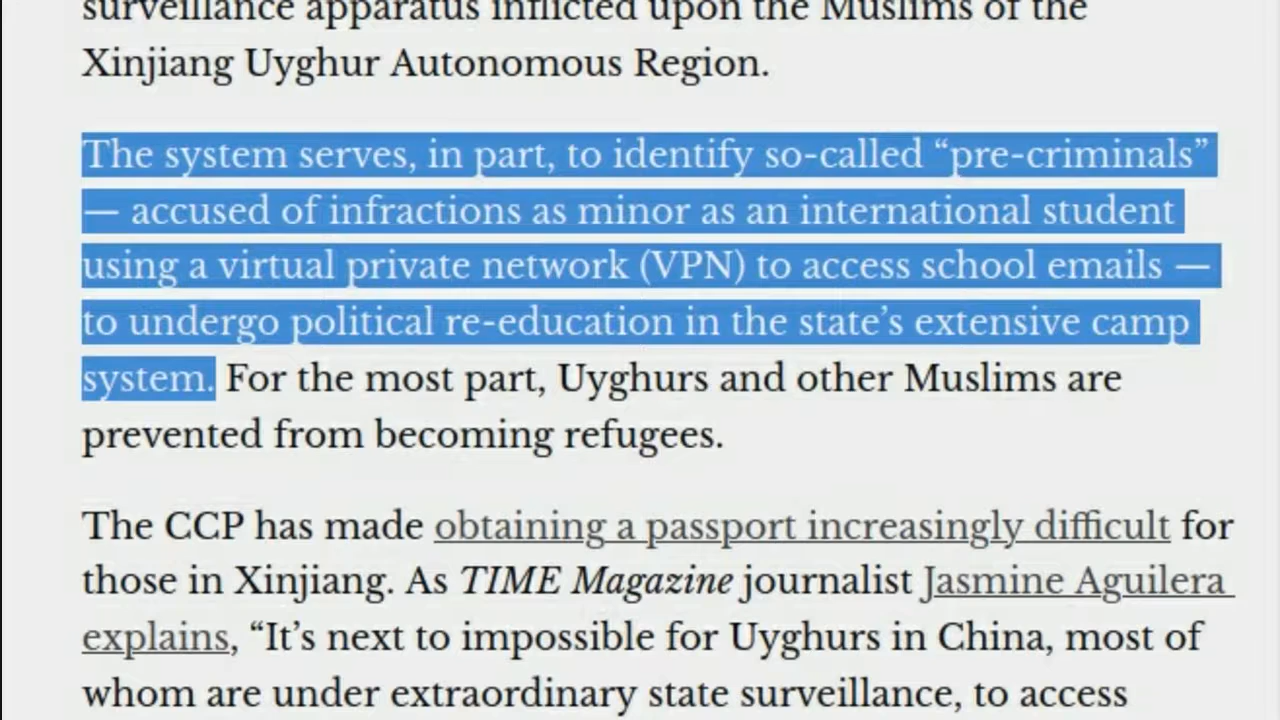 surveillance apparatus inflicted upon the Muslims of the
Xinjiang Uyghur Autonomous Region.
The system serves, in part, to identify so-called “pre-criminals”
— accused of infractions as minor as an international student
using a virtual private network (VPN) to access school emails —
to undergo political re-education in the state’s extensive camp
system. For the most part, Uyghurs and other Muslims are
prevented from becoming refugees.
The CCP has made obtaining a passport increasingly difficult for
those in Xinjiang. As TIME Magazine journalist Jasmine Aguilera
explains, “It’s next to impossible for Uyghurs in China, most of
whom are under extraordinary state surveillance, to access